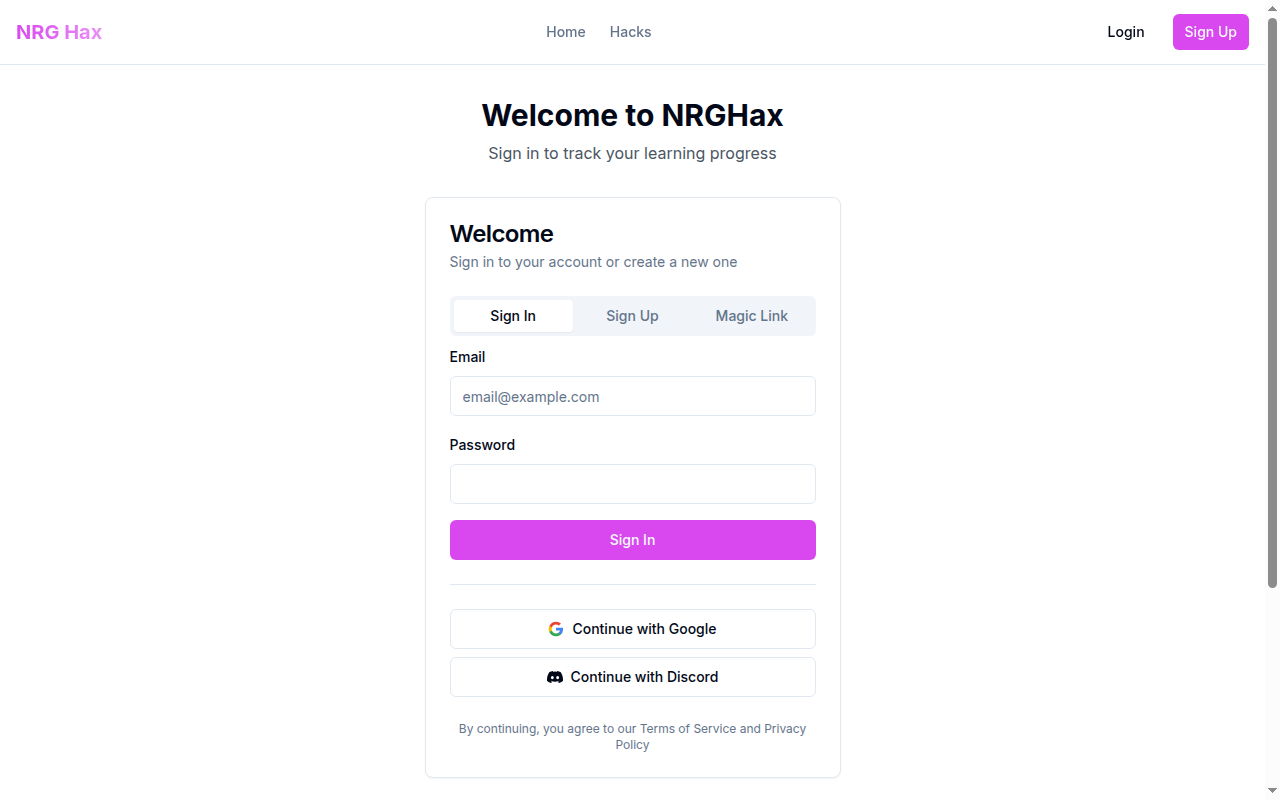 NRG Hax
Home
Hacks
Login
Sign Up
Welcome to NRGHax
Sign in to track your learning progress
Welcome
Sign in to your account or create a new one
Sign In
Sign Up
Magic Link
Email
email@example.com
Password
Sign In
Continue with Google
Continue with Discord
By continuing, you agree to our Terms of Service and Privacy
Policy